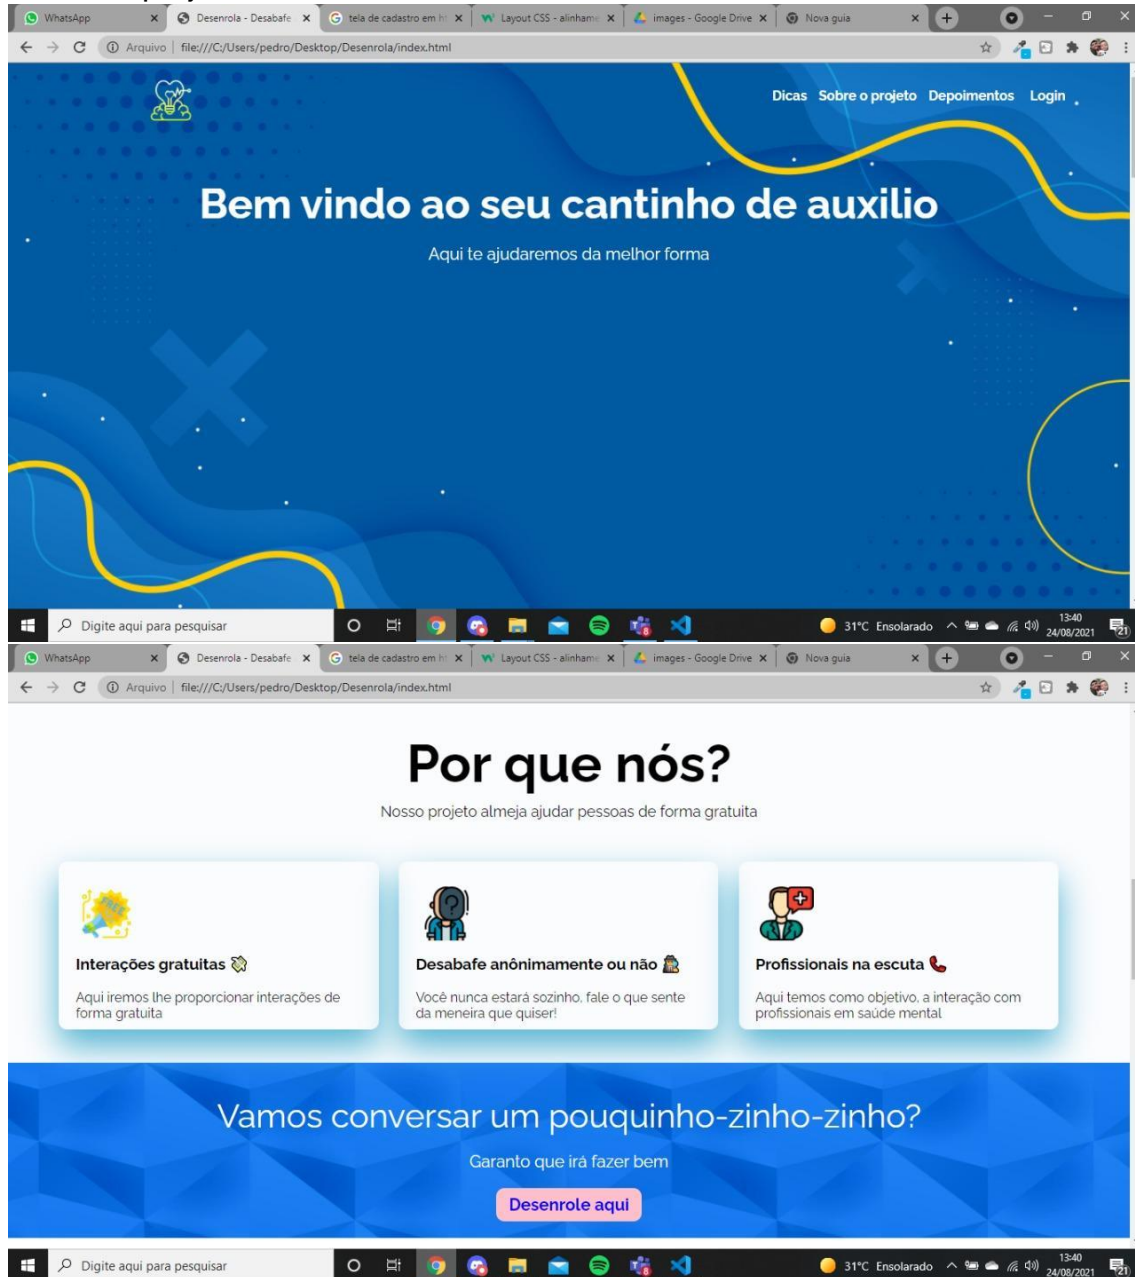 WhatsApp
Desenrola - Desabafe
tela de cadastro em ht
Layout CSS - alinhame
images - Google Drive
Nova guia
Arquivo
file:///C:/Users/pedro/Desktop/Desenrola/index.html
Dicas Sobre o projeto Depoimentos Login
Bem vindo ao seu cantinho de auxilio
Aqui te ajudaremos da melhor forma
Digite aqui para pesquisar
31°C Ensolarado
13:40
24/08/2021
21
WhatsApp
Desenrola - Desabafe
tela de cadastro em ht
Layout CSS - alinhame
images - Google Drive
Nova guia
Arquivo
file:///C:/Users/pedro/Desktop/Desenrola/index.html
Por que nós?
Nosso projeto almeja ajudar pessoas de forma gratuita
FREE
Interações gratuitas
Aqui iremos lhe proporcionar interações de
forma gratuita
Desabafe anônimamente ou não
Você nunca estará sozinho, fale o que sente
da meneira que quiser!
Profissionais na escuta
Aqui temos como objetivo, a interação com
profissionais em saúde mental
Vamos conversar um pouquinho-zinho-zinho?
Garanto que irá fazer bem
Desenrole aqui
Digite aqui para pesquisar
31°C Ensolarado
13:40
24/08/2021
21